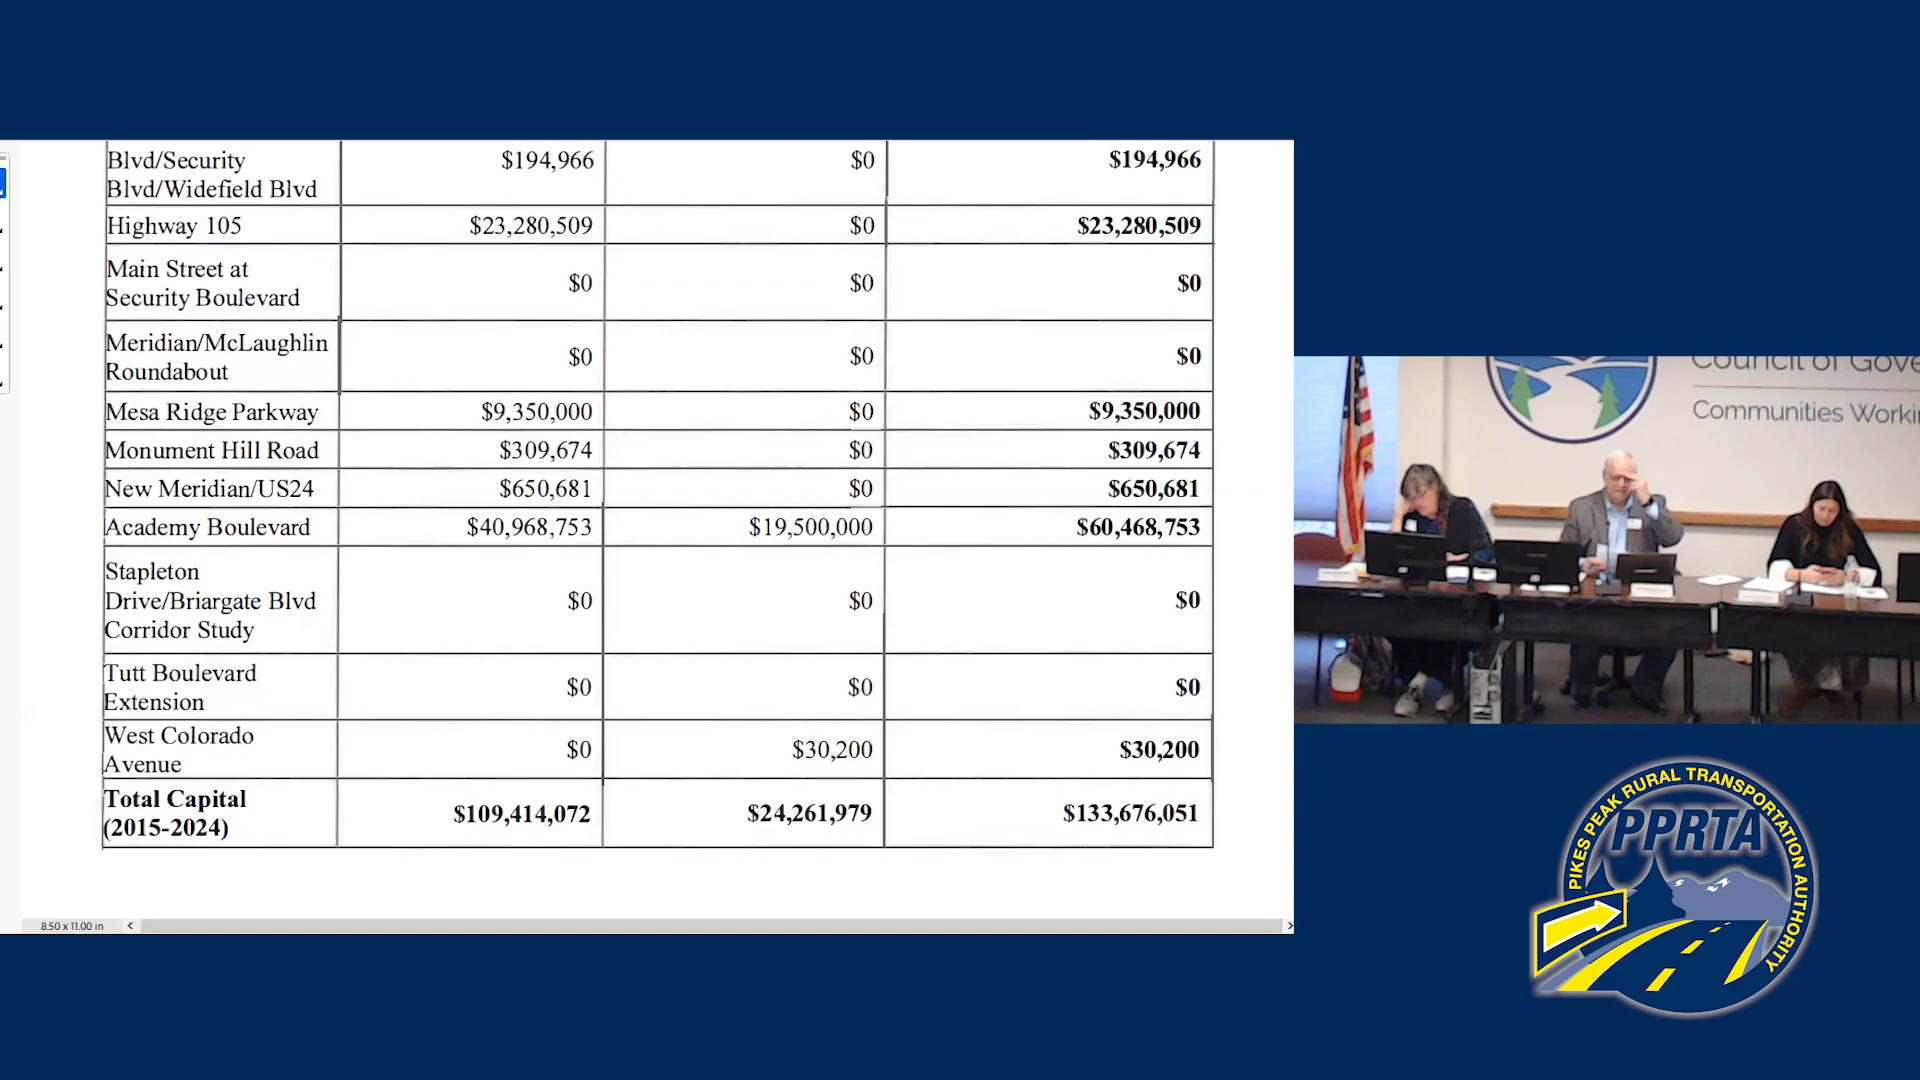 Blvd/Security
Blvd/Widefield Blvd $194,966 $0 $194,966
Highway 105 $23,280,509 $0 $23,280,509
Main Street at
Security Boulevard $0 $0 $0
Meridian/McLaughlin
Roundabout $0 $0 $0
Mesa Ridge Parkway $9,350,000 $0 $9,350,000
Monument Hill Road $309,674 $0 $309,674
New Meridian/US24 $650,681 $0 $650,681
Academy Boulevard $40,968,753 $19,500,000 $60,468,753
Stapleton
Drive/Briargate Blvd $0 $0 $0
Corridor Study
Tutt Boulevard
Extension $0 $0 $0
West Colorado
Avenue $0 $30,200 $30,200
Total Capital
(2015-2024) $109,414,072 $24,261,979 $133,676,051
8.50 x 11.00 in
Council of Gove
Communities Workin
PIKES PEAK RURAL TRANSPORTATION AUTHORITY
PPRTA